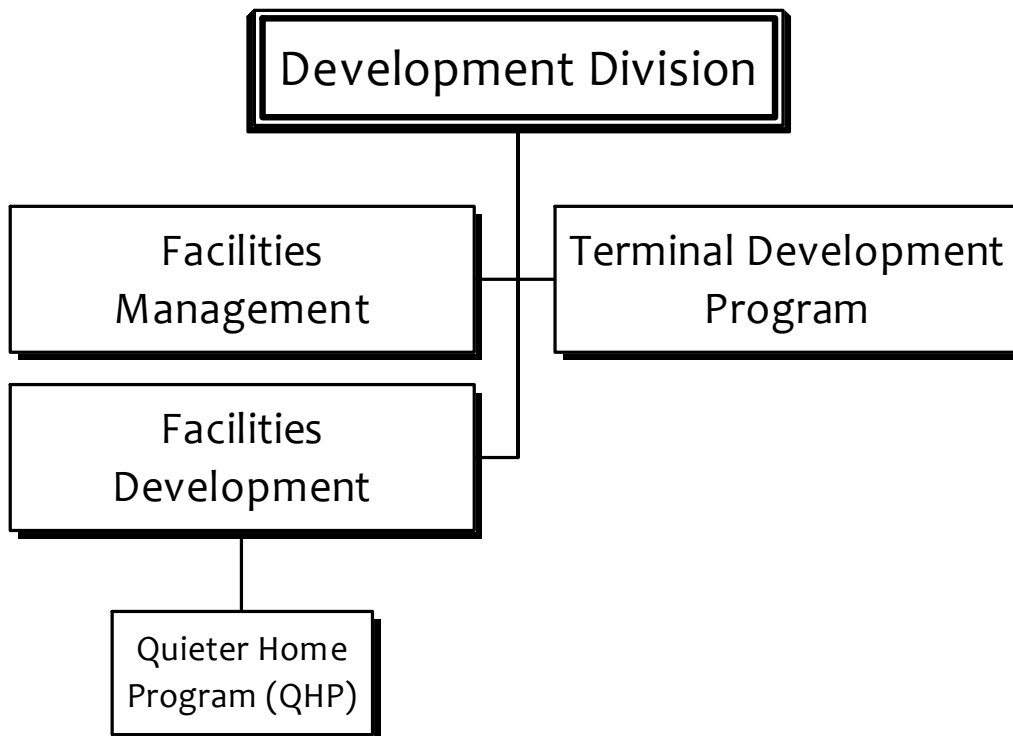 Development Division
Facilities
Management
Terminal Development
Program
Facilities
Development
Quieter Home
Program (QHP)